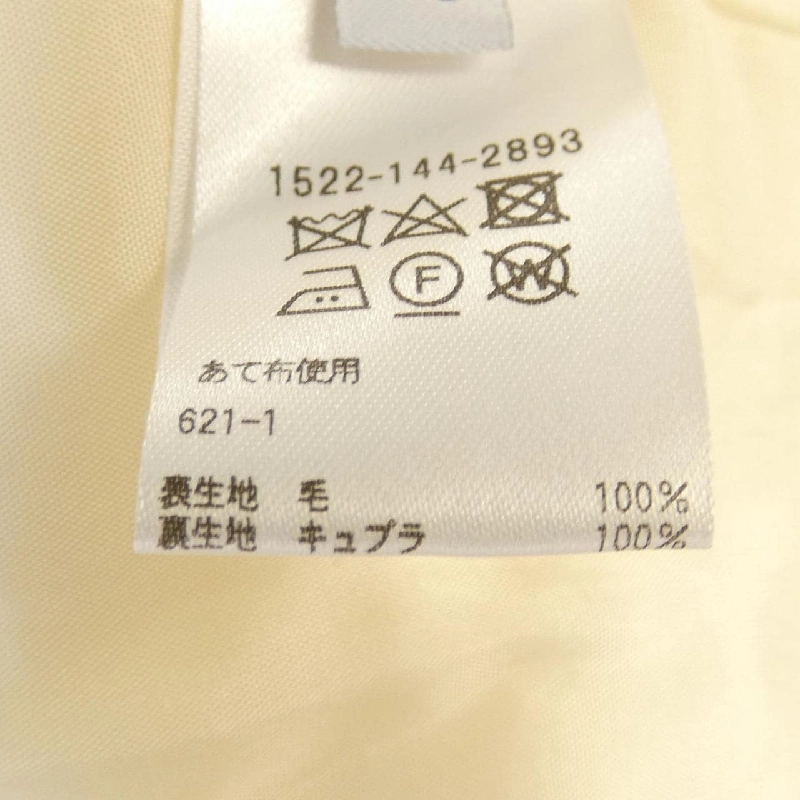 1522-144-2893
F
W
あて布使用
621-1
表生地 毛 100%
裏生地 キュプラ 100%